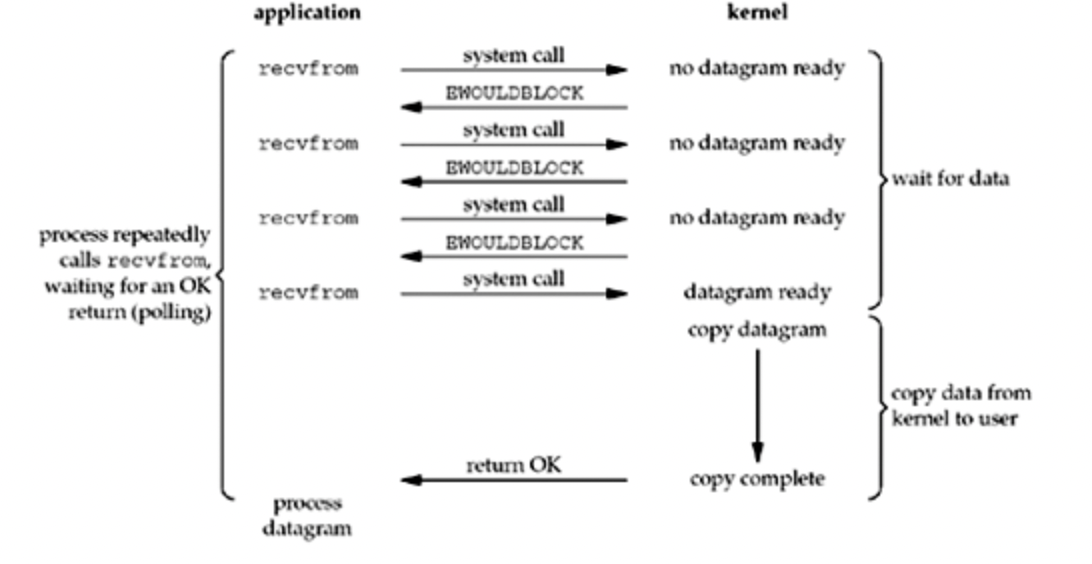 application
kernel
recvfrom
system call
no datagram ready
EWOULDBLOCK
recvfrom
system call
no datagram ready
EWOULDBLOCK
wait for data
recvfrom
system call
no datagram ready
process repeatedly
calls recvfrom,
waiting for an OK
return (polling)
EWOULDBLOCK
recvfrom
system call
datagram ready
copy datagram
copy data from
kernel to user
return OK
copy complete
process
datagram